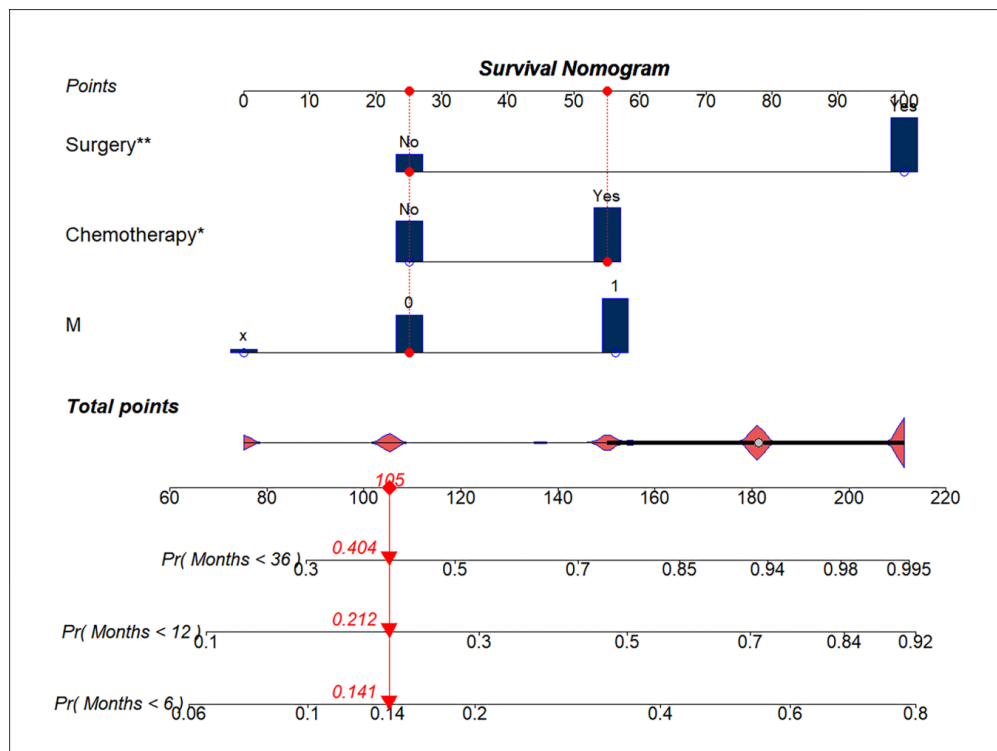 Survival Nomogram
Points
0 10 20 30 40 50 60 70 80 90 100
Yes
Surgery**
No
No
Yes
Chemotherapy*
0
1
M
x
Total points
105
60 80 100 120 140 160 180 200 220
0.404
Pr( Months < 36 )
0.3 0.5 0.7 0.85 0.94 0.98 0.995
0.212
Pr( Months < 12 )
0.1 0.3 0.5 0.7 0.84 0.92
0.141
Pr( Months < 6 )
0.06 0.1 0.14 0.2 0.4 0.6 0.8